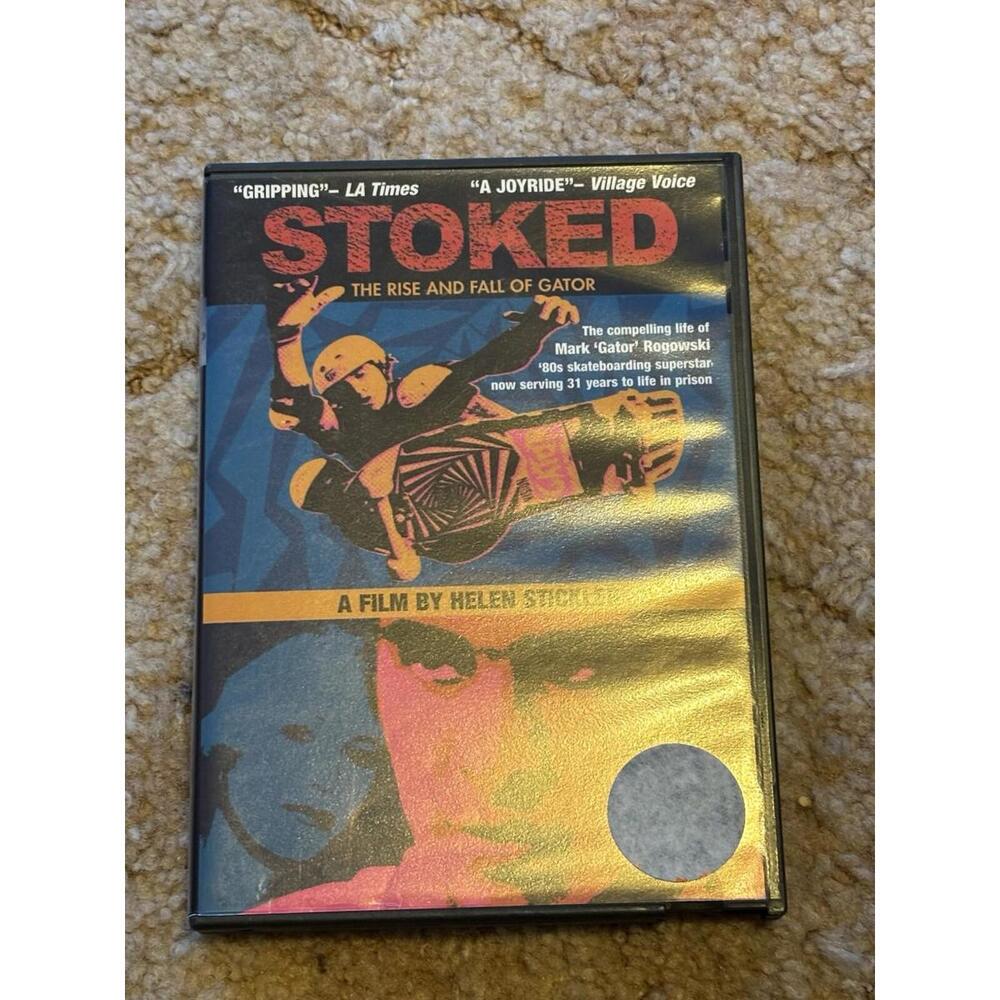 “GRIPPING”– LA Times “A JOYRIDE”– Village Voice
STOKED
THE RISE AND FALL OF GATOR
The compelling life of
Mark ‘Gator’ Rogowski
‘80s skateboarding superstar
now serving 31 years to life in prison
A FILM BY HELEN STICKLER